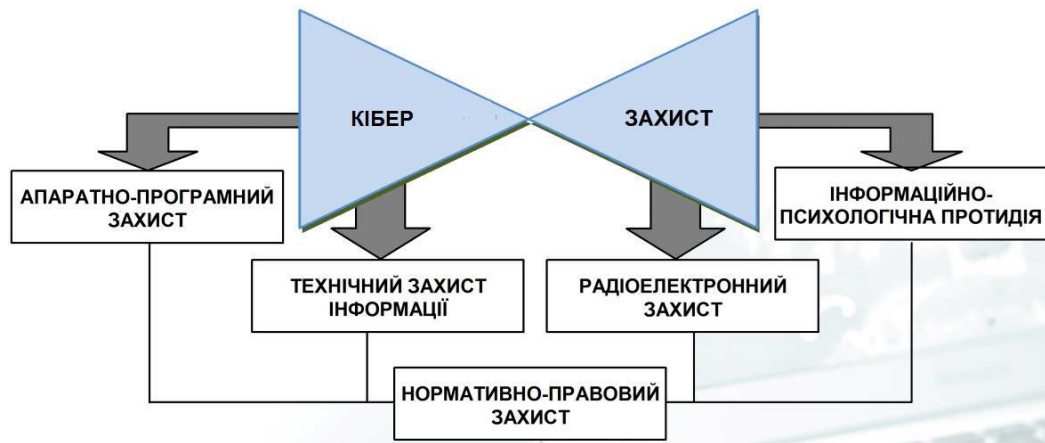 КІБЕР
ЗАХИСТ
АПАРАТНО-ПРОГРАМНИЙ
ЗАХИСТ
ІНФОРМАЦІЙНО-
ПСИХОЛОГІЧНА ПРОТИДІЯ
ТЕХНІЧНИЙ ЗАХИСТ
ІНФОРМАЦІЇ
РАДІОЕЛЕКТРОННИЙ
ЗАХИСТ
НОРМАТИВНО-ПРАВОВИЙ
ЗАХИСТ